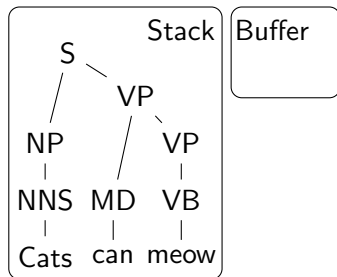 Stack Buffer
S
VP
NP VP
NNS MD VB
Cats can meow